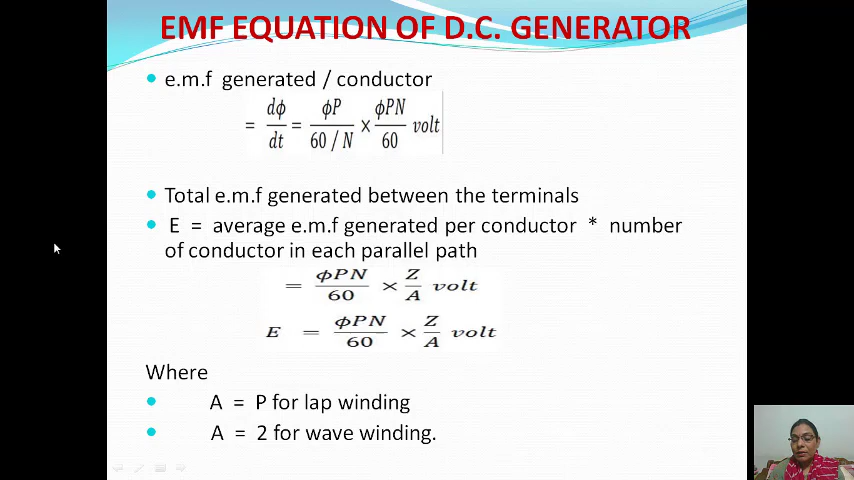 EMF EQUATION OF D.C. GENERATOR
• e.m.f generated / conductor
= dϕ/dt = ϕP/(60 / N) × ϕPN/60 volt
• Total e.m.f generated between the terminals
• E = average e.m.f generated per conductor * number
of conductor in each parallel path
= ϕPN/60 × Z/A volt
E = ϕPN/60 × Z/A volt
Where
• A = P for lap winding
• A = 2 for wave winding.